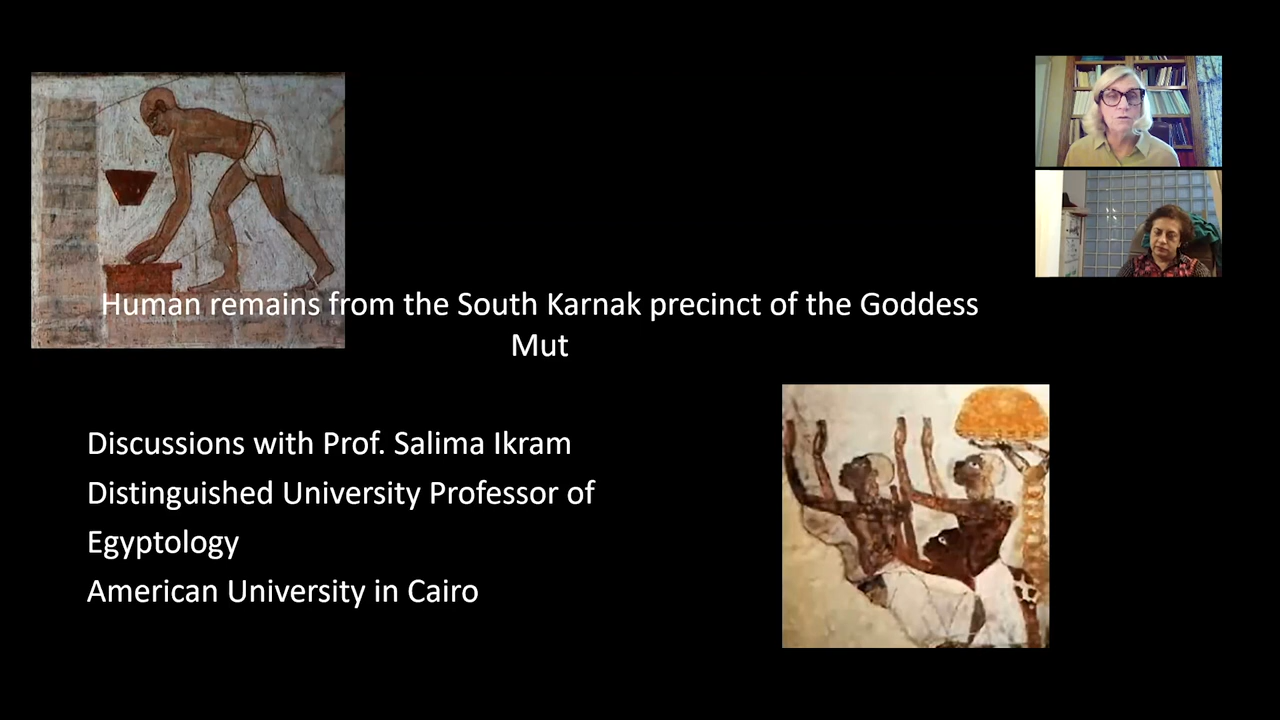 Human remains from the South Karnak precinct of the Goddess
Mut
Discussions with Prof. Salima Ikram
Distinguished University Professor of
Egyptology
American University in Cairo